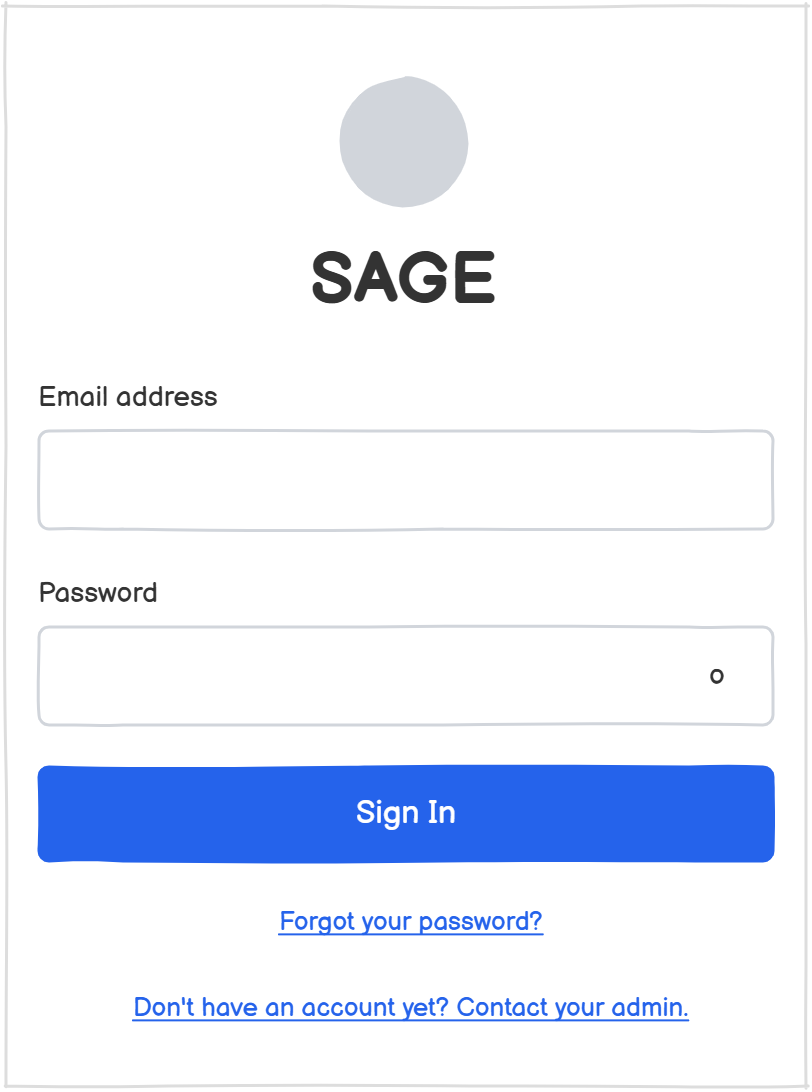 SAGE
Email address
Password
o
Sign In
Forgot your password?
Don't have an account yet? Contact your admin.